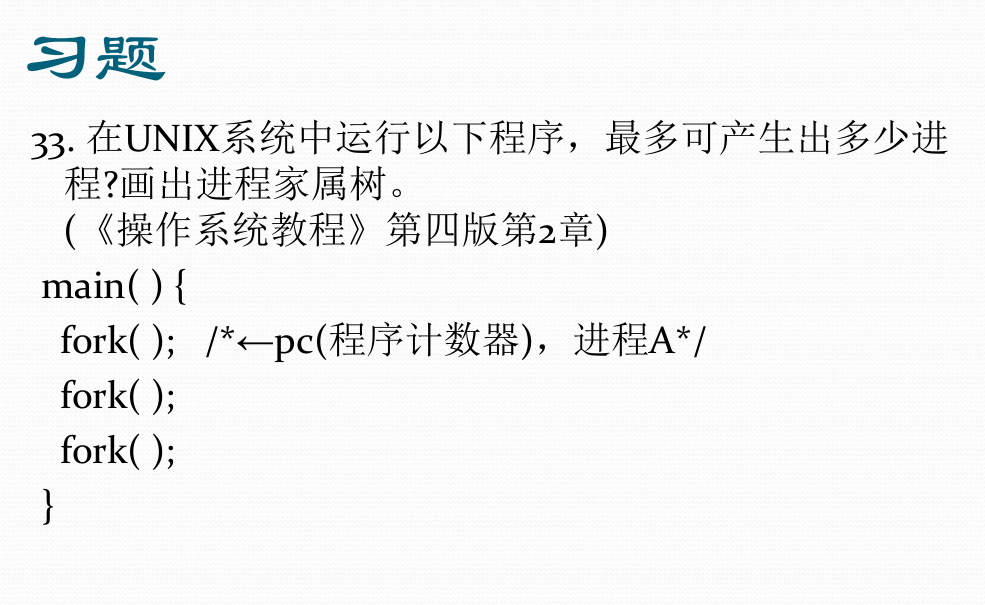 习题
33. 在UNIX系统中运行以下程序，最多可产生出多少进
程?画出进程家属树。
(《操作系统教程》第四版第2章)
main( ) {
fork( ); /*←pc(程序计数器)，进程A*/
fork( );
fork( );
}